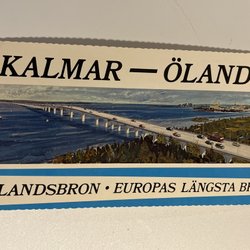 KALMAR — ÖLAND
LANDSBRON · EUROPAS LÄNGSTA